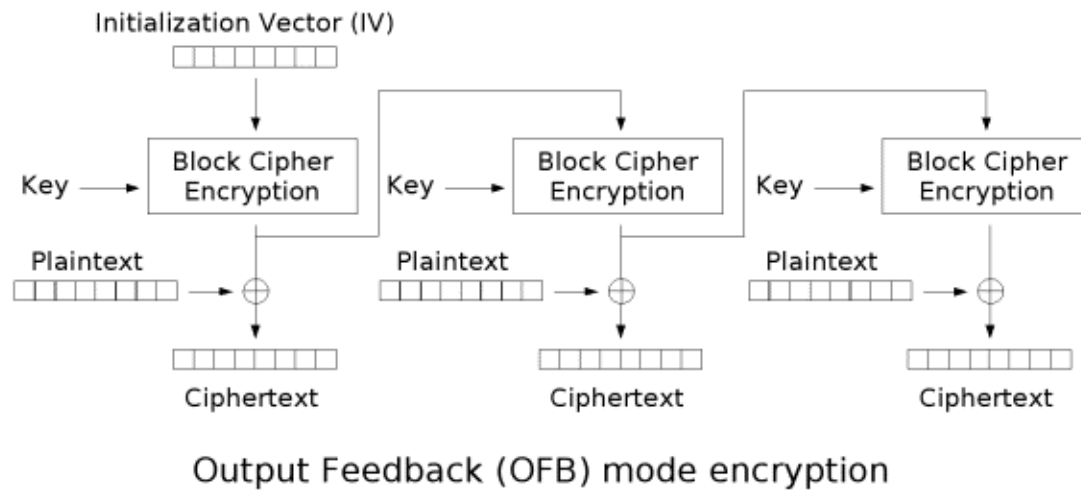 Initialization Vector (IV)
Block Cipher
Encryption
Key
Block Cipher
Encryption
Key
Block Cipher
Encryption
Key
Plaintext
Plaintext
Plaintext
Ciphertext
Ciphertext
Ciphertext
Output Feedback (OFB) mode encryption